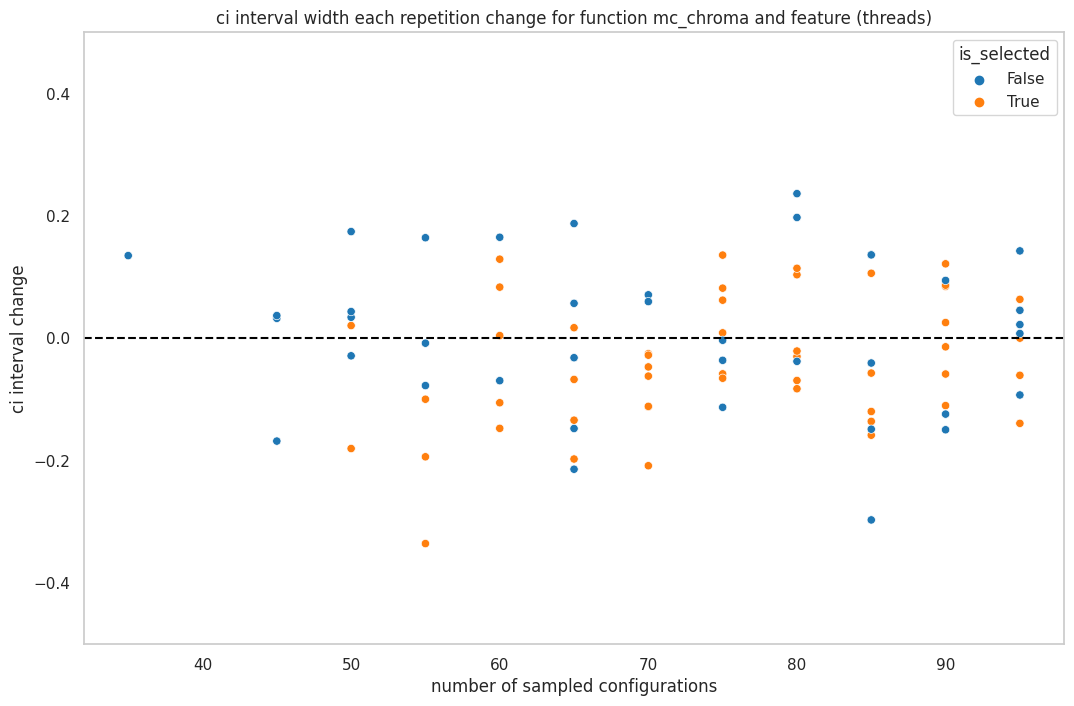 ci interval width each repetition change for function mc_chroma and feature (threads)
is_selected
False
True
0.4
0.2
0.0
−0.2
−0.4
ci interval change
40 50 60 70 80 90
number of sampled configurations